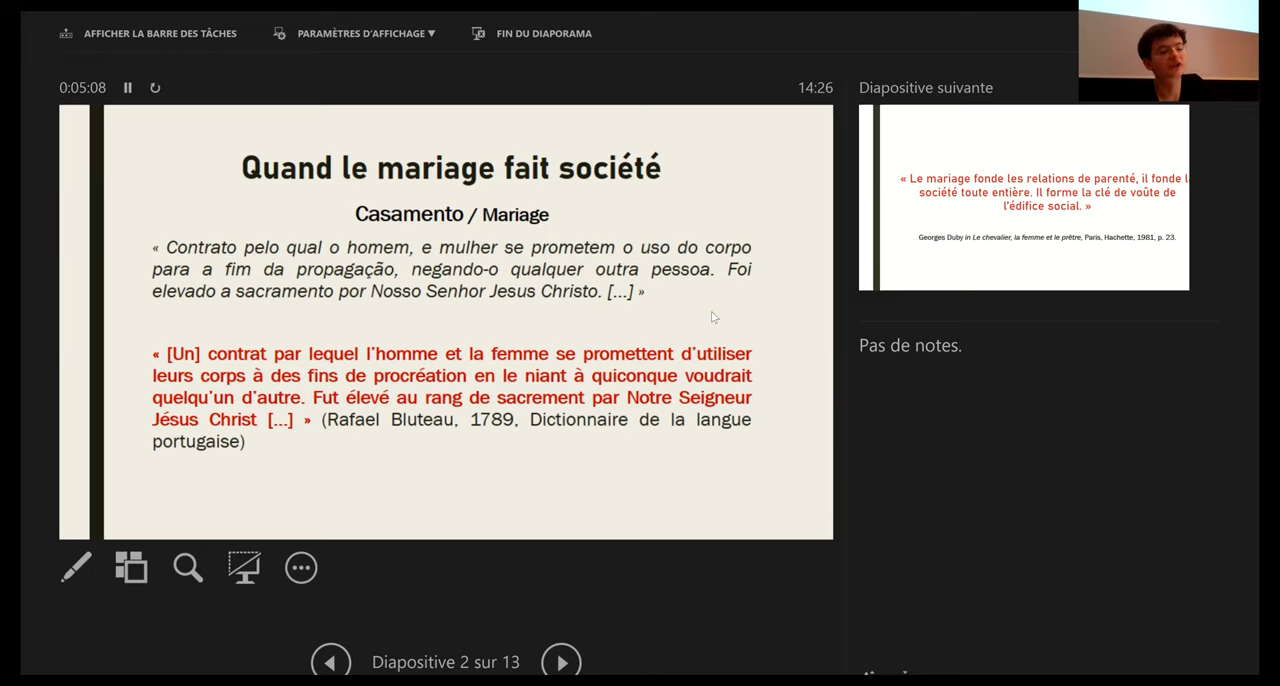 AFFICHER LA BARRE DES TÂCHES PARAMÈTRES D'AFFICHAGE ▼ FIN DU DIAPORAMA
0:05:08 14:26
Quand le mariage fait société
Casamento / Mariage
« Contrato pelo qual o homem, e mulher se prometem o uso do corpo
para a fim da propagação, negando-o qualquer outra pessoa. Foi
elevado a sacramento por Nosso Senhor Jesus Christo. [...] »
« [Un] contrat par lequel l'homme et la femme se promettent d'utiliser
leurs corps à des fins de procréation en le niant à quiconque voudrait
quelqu'un d'autre. Fut élevé au rang de sacrement par Notre Seigneur
Jésus Christ [...] » (Rafael Bluteau, 1789, Dictionnaire de la langue
portugaise)
Diapositive 2 sur 13
Diapositive suivante
« Le mariage fonde les relations de parenté, il fonde l
société toute entière. Il forme la clé de voûte de
l'édifice social. »
Georges Duby in Le chevalier, la femme et le prêtre, Paris, Hachette, 1981, p. 23.
Pas de notes.